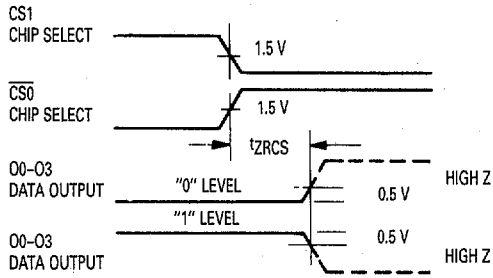 CS1
CHIP SELECT
1.5 V
C̅S̅0̅
CHIP SELECT
1.5 V
tZRCS
O0-O3
DATA OUTPUT
"0" LEVEL
0.5 V
HIGH Z
"1" LEVEL
O0-O3
DATA OUTPUT
0.5 V
HIGH Z